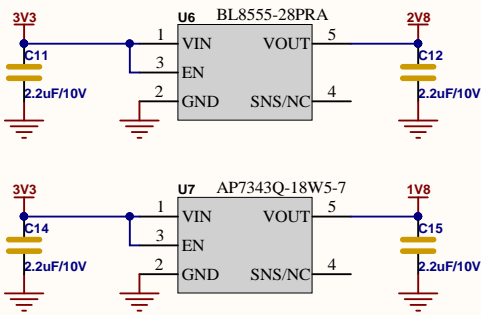 3V3 U6 BL8555-28PRA 2V8
1 VIN VOUT 5
C11 C12
3 EN
2.2uF/10V 2 GND SNS/NC 4 2.2uF/10V
3V3 U7 AP7343Q-18W5-7 1V8
1 VIN VOUT 5
C14 C15
3 EN
2.2uF/10V 2 GND SNS/NC 4 2.2uF/10V